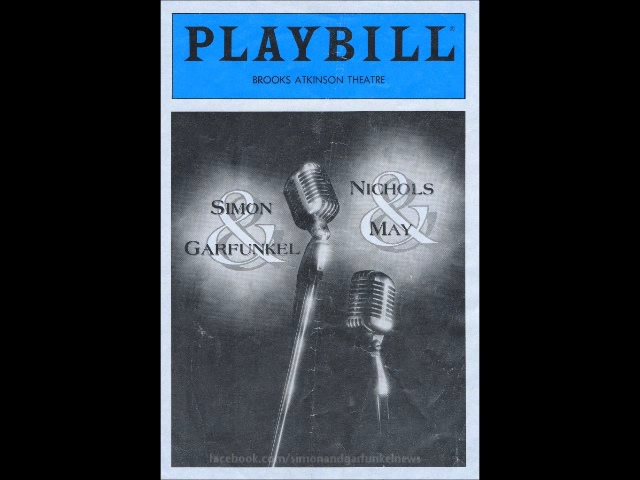 PLAYBILL®
BROOKS ATKINSON THEATRE
SIMON
&
GARFUNKEL
NICHOLS
&
MAY
facebook.com/simonandgarfunkelnews